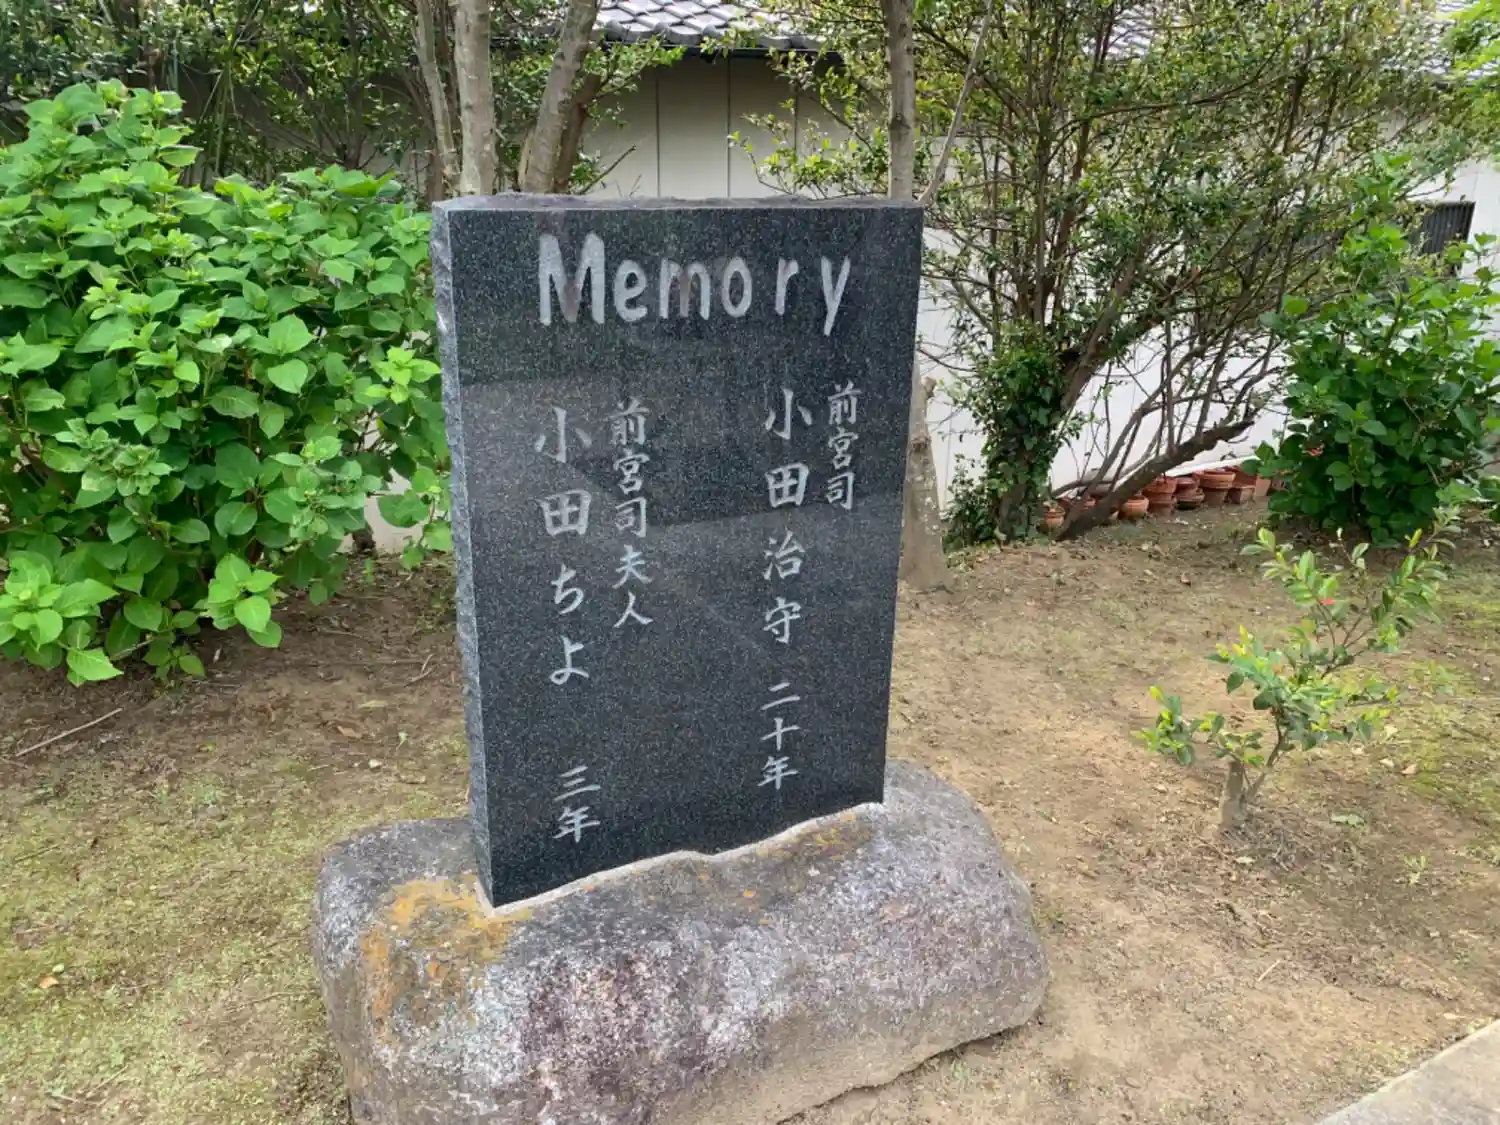 Memory
前宮司
小田治守 二十年
前宮司夫人
小田ちよ 三年